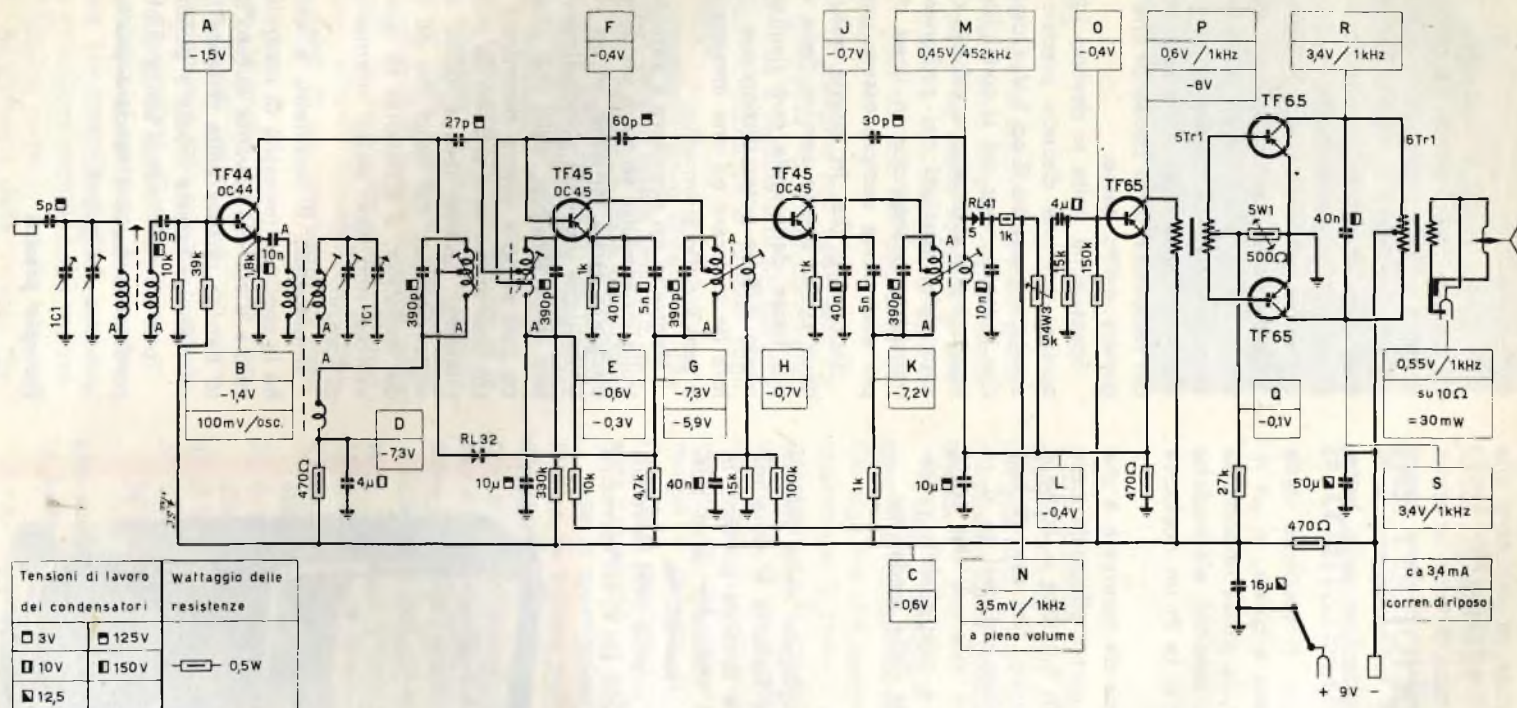 A
-1,5V
F
-0,4V
J
-0,7V
M
0,45V/452kHz
O
-0,4V
P
0,6V/1kHz
-8V
R
3,4V/1kHz
27p
60p
30p
TF65
5Tr1
6Tr1
TF44
OC44
TF45
OC45
TF45
OC45
TF65
5p
RL41
5
1k
4µ
5W1
500Ω
40n
10n
10k
39k
1,8k
10n
1C1
1C1
390p
390p
1k
40n
5n
390p
1k
40n
5n
390p
10n
4W3
5k
15k
150k
TF65
A
A
A
A
A
A
A
A
A
A
B
-1,4V
100mV/osc.
D
-7,3V
E
-0,6V
-0,3V
G
-7,3V
-5,9V
H
-0,7V
K
-7,2V
Q
-0,1V
0,55V/1kHz
su 10Ω
= 30mW
RL32
470Ω
4µ
10µ
330k
10k
4,7k
40n
15k
100k
1k
10µ
L
-0,4V
470Ω
27k
50µ
S
3,4V/1kHz
470Ω
C
-0,6V
N
3,5mV/1kHz
a pieno volume
16µ
ca 3,4mA
corren. di riposo
+ 9V -
Tensioni di lavoro
dei condensatori
Wattaggio delle
resistenze
3V
125V
10V
150V
12,5
0,5W